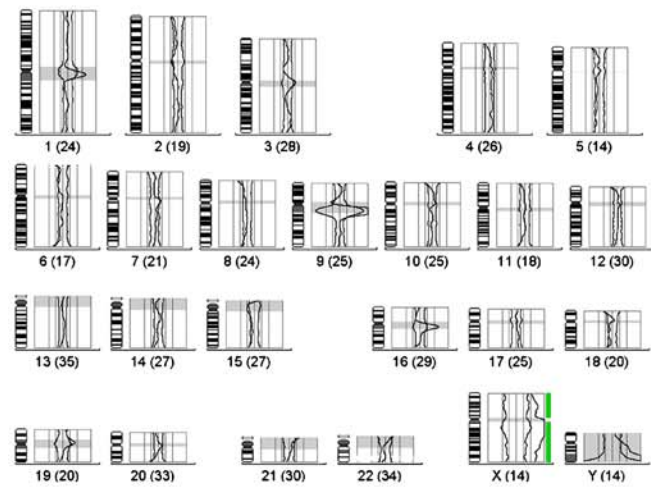 1 (24) 2 (19) 3 (28) 4 (26) 5 (14)
6 (17) 7 (21) 8 (24) 9 (25) 10 (25) 11 (18) 12 (30)
13 (35) 14 (27) 15 (27) 16 (29) 17 (25) 18 (20)
19 (20) 20 (33) 21 (30) 22 (34) X (14) Y (14)